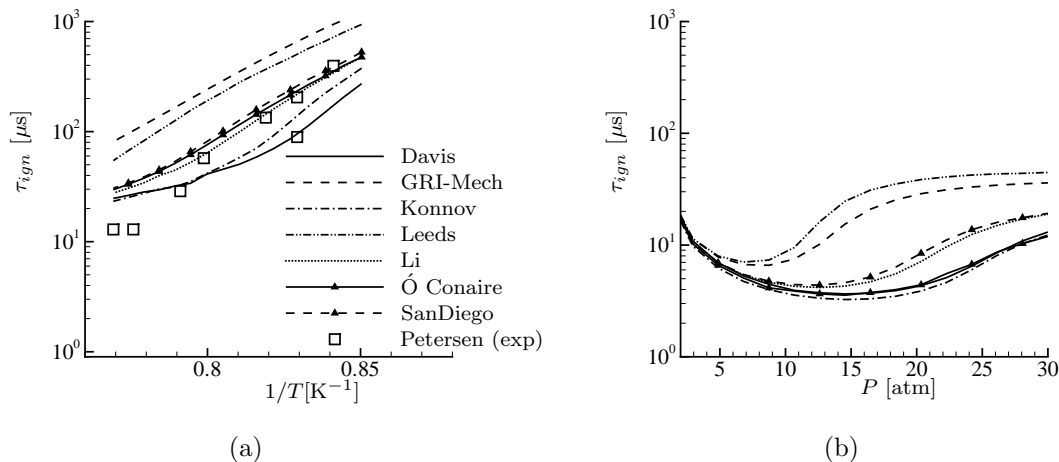 10^3
10^2
10^1
10^0
τ_ign [μs]
0.8
0.85
1/T[K^−1]
Davis
GRI-Mech
Konnov
Leeds
Li
Ó Conaire
SanDiego
Petersen (exp)
(a)
10^3
10^2
10^1
10^0
τ_ign [μs]
5
10
15
20
25
30
P [atm]
(b)